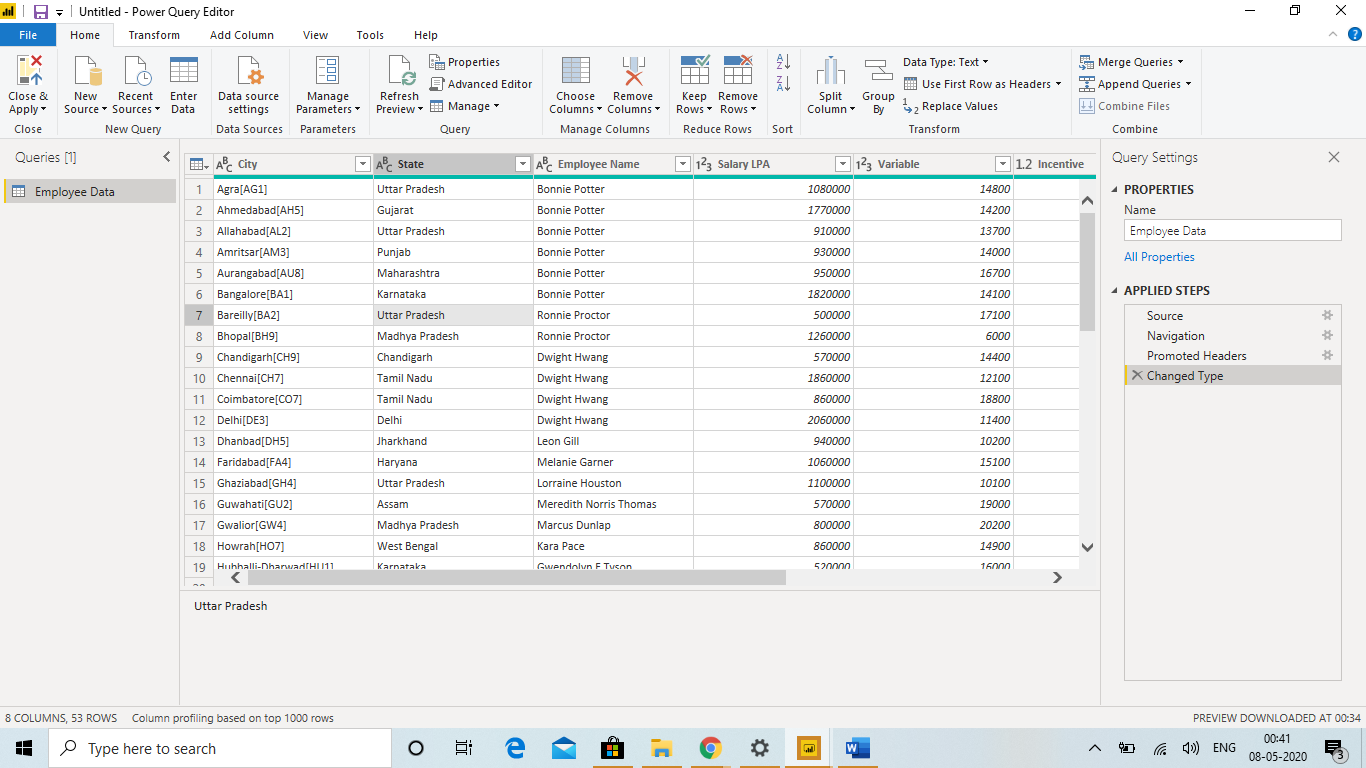 Untitled - Power Query Editor
File Home Transform Add Column View Tools Help
Close & Apply
Close
New Source
Recent Sources
Enter Data
New Query
Data source settings
Data Sources
Manage Parameters
Parameters
Refresh Preview
Properties
Advanced Editor
Manage
Query
Choose Columns
Remove Columns
Manage Columns
Keep Rows
Remove Rows
Reduce Rows
Sort
Split Column
Group By
Data Type: Text
Use First Row as Headers
Replace Values
Transform
Merge Queries
Append Queries
Combine Files
Combine
Queries [1]
Employee Data
City State Employee Name Salary LPA Variable 1.2 Incentive
1 Agra[AG1] Uttar Pradesh Bonnie Potter 1080000 14800
2 Ahmedabad[AH5] Gujarat Bonnie Potter 1770000 14200
3 Allahabad[AL2] Uttar Pradesh Bonnie Potter 910000 13700
4 Amritsar[AM3] Punjab Bonnie Potter 930000 14000
5 Aurangabad[AU8] Maharashtra Bonnie Potter 950000 16700
6 Bangalore[BA1] Karnataka Bonnie Potter 1820000 14100
7 Bareilly[BA2] Uttar Pradesh Ronnie Proctor 500000 17100
8 Bhopal[BH9] Madhya Pradesh Ronnie Proctor 1260000 6000
9 Chandigarh[CH9] Chandigarh Dwight Hwang 570000 14400
10 Chennai[CH7] Tamil Nadu Dwight Hwang 1860000 12100
11 Coimbatore[CO7] Tamil Nadu Dwight Hwang 860000 18800
12 Delhi[DE3] Delhi Dwight Hwang 2060000 11400
13 Dhanbad[DH5] Jharkhand Leon Gill 940000 10200
14 Faridabad[FA4] Haryana Melanie Garner 1060000 15100
15 Ghaziabad[GH4] Uttar Pradesh Lorraine Houston 1100000 10100
16 Guwahati[GU2] Assam Meredith Norris Thomas 570000 19000
17 Gwalior[GW4] Madhya Pradesh Marcus Dunlap 800000 20200
18 Howrah[HO7] West Bengal Kara Pace 860000 14900
19 Hubballi-Dharwad[HU1] Karnataka Gwendolyn F Tyson 520000 16000
Uttar Pradesh
Query Settings
PROPERTIES
Name
Employee Data
All Properties
APPLIED STEPS
Source
Navigation
Promoted Headers
Changed Type
8 COLUMNS, 53 ROWS Column profiling based on top 1000 rows
PREVIEW DOWNLOADED AT 00:34
Type here to search
ENG
00:41
08-05-2020
3